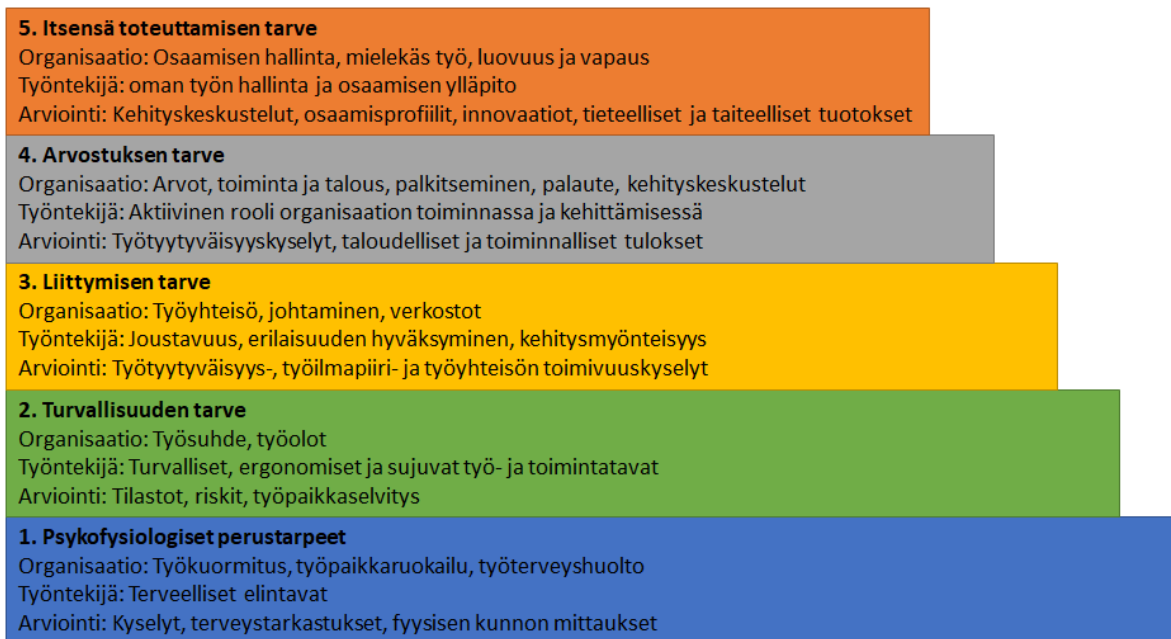 5. Itsensä toteuttamisen tarve
Organisaatio: Osaamisen hallinta, mielekäs työ, luovuus ja vapaus
Työntekijä: oman työn hallinta ja osaamisen ylläpito
Arviointi: Kehityskeskustelut, osaamisprofiilit, innovaatiot, tieteelliset ja taiteelliset tuotokset
4. Arvostuksen tarve
Organisaatio: Arvot, toiminta ja talous, palkitseminen, palaute, kehityskeskustelut
Työntekijä: Aktiivinen rooli organisaation toiminnassa ja kehittämisessä
Arviointi: Työtyytyväisyyskyselyt, taloudelliset ja toiminnalliset tulokset
3. Liittymisen tarve
Organisaatio: Työyhteisö, johtaminen, verkostot
Työntekijä: Joustavuus, erilaisuuden hyväksyminen, kehitysmyönteisyys
Arviointi: Työtyytyväisyys-, työilmapiiri- ja työyhteisön toimivuuskyselyt
2. Turvallisuuden tarve
Organisaatio: Työsuhde, työolot
Työntekijä: Turvalliset, ergonomiset ja sujuvat työ- ja toimintatavat
Arviointi: Tilastot, riskit, työpaikkaselvitys
1. Psykofysiologiset perustarpeet
Organisaatio: Työkuormitus, työpaikkaruokailu, työterveyshuolto
Työntekijä: Terveelliset elintavat
Arviointi: Kyselyt, terveystarkastukset, fyysisen kunnon mittaukset